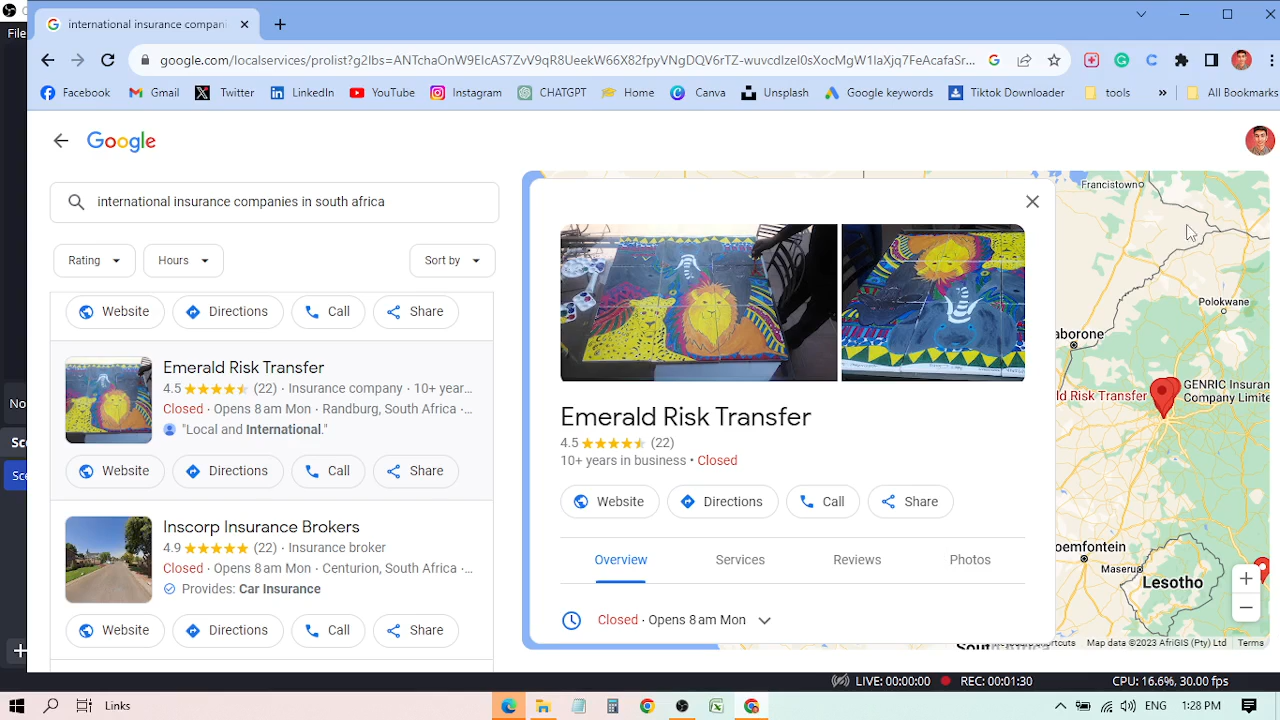 international insurance compani
google.com/localservices/prolist?g2lbs=ANTchaOnW9ElcAS7ZvV9qR8UeekW66X82fpyVNgDQV6rTZ-wuvcdIzeI0sXocMgW1IaXjq7FeAcafaSr...
File
Facebook
Gmail
Twitter
LinkedIn
YouTube
Instagram
CHATGPT
Home
Canva
Unsplash
Google keywords
Tiktok Downloader
tools
»
All Bookmarks
Google
international insurance companies in south africa
Rating
Hours
Sort by
Website
Directions
Call
Share
Emerald Risk Transfer
4.5 (22) · Insurance company · 10+ year...
Closed · Opens 8 am Mon · Randburg, South Africa ·...
"Local and International."
Website
Directions
Call
Share
Inscorp Insurance Brokers
4.9 (22) · Insurance broker
Closed · Opens 8 am Mon · Centurion, South Africa ·...
Provides: Car Insurance
Website
Directions
Call
Share
Emerald Risk Transfer
4.5 (22)
10+ years in business • Closed
Website
Directions
Call
Share
Overview
Services
Reviews
Photos
Closed · Opens 8 am Mon
Francistown
Polokwane
aborone
GENRIC Insuran
Company Limite
ld Risk Transfer
oemfontein
Maseru
Lesotho
Map data ©2023 AfriGIS (Pty) Ltd
Terms
No
Sc
Sce
LIVE: 00:00:00
REC: 00:01:30
CPU: 16.6%, 30.00 fps
Links
ENG
1:28 PM